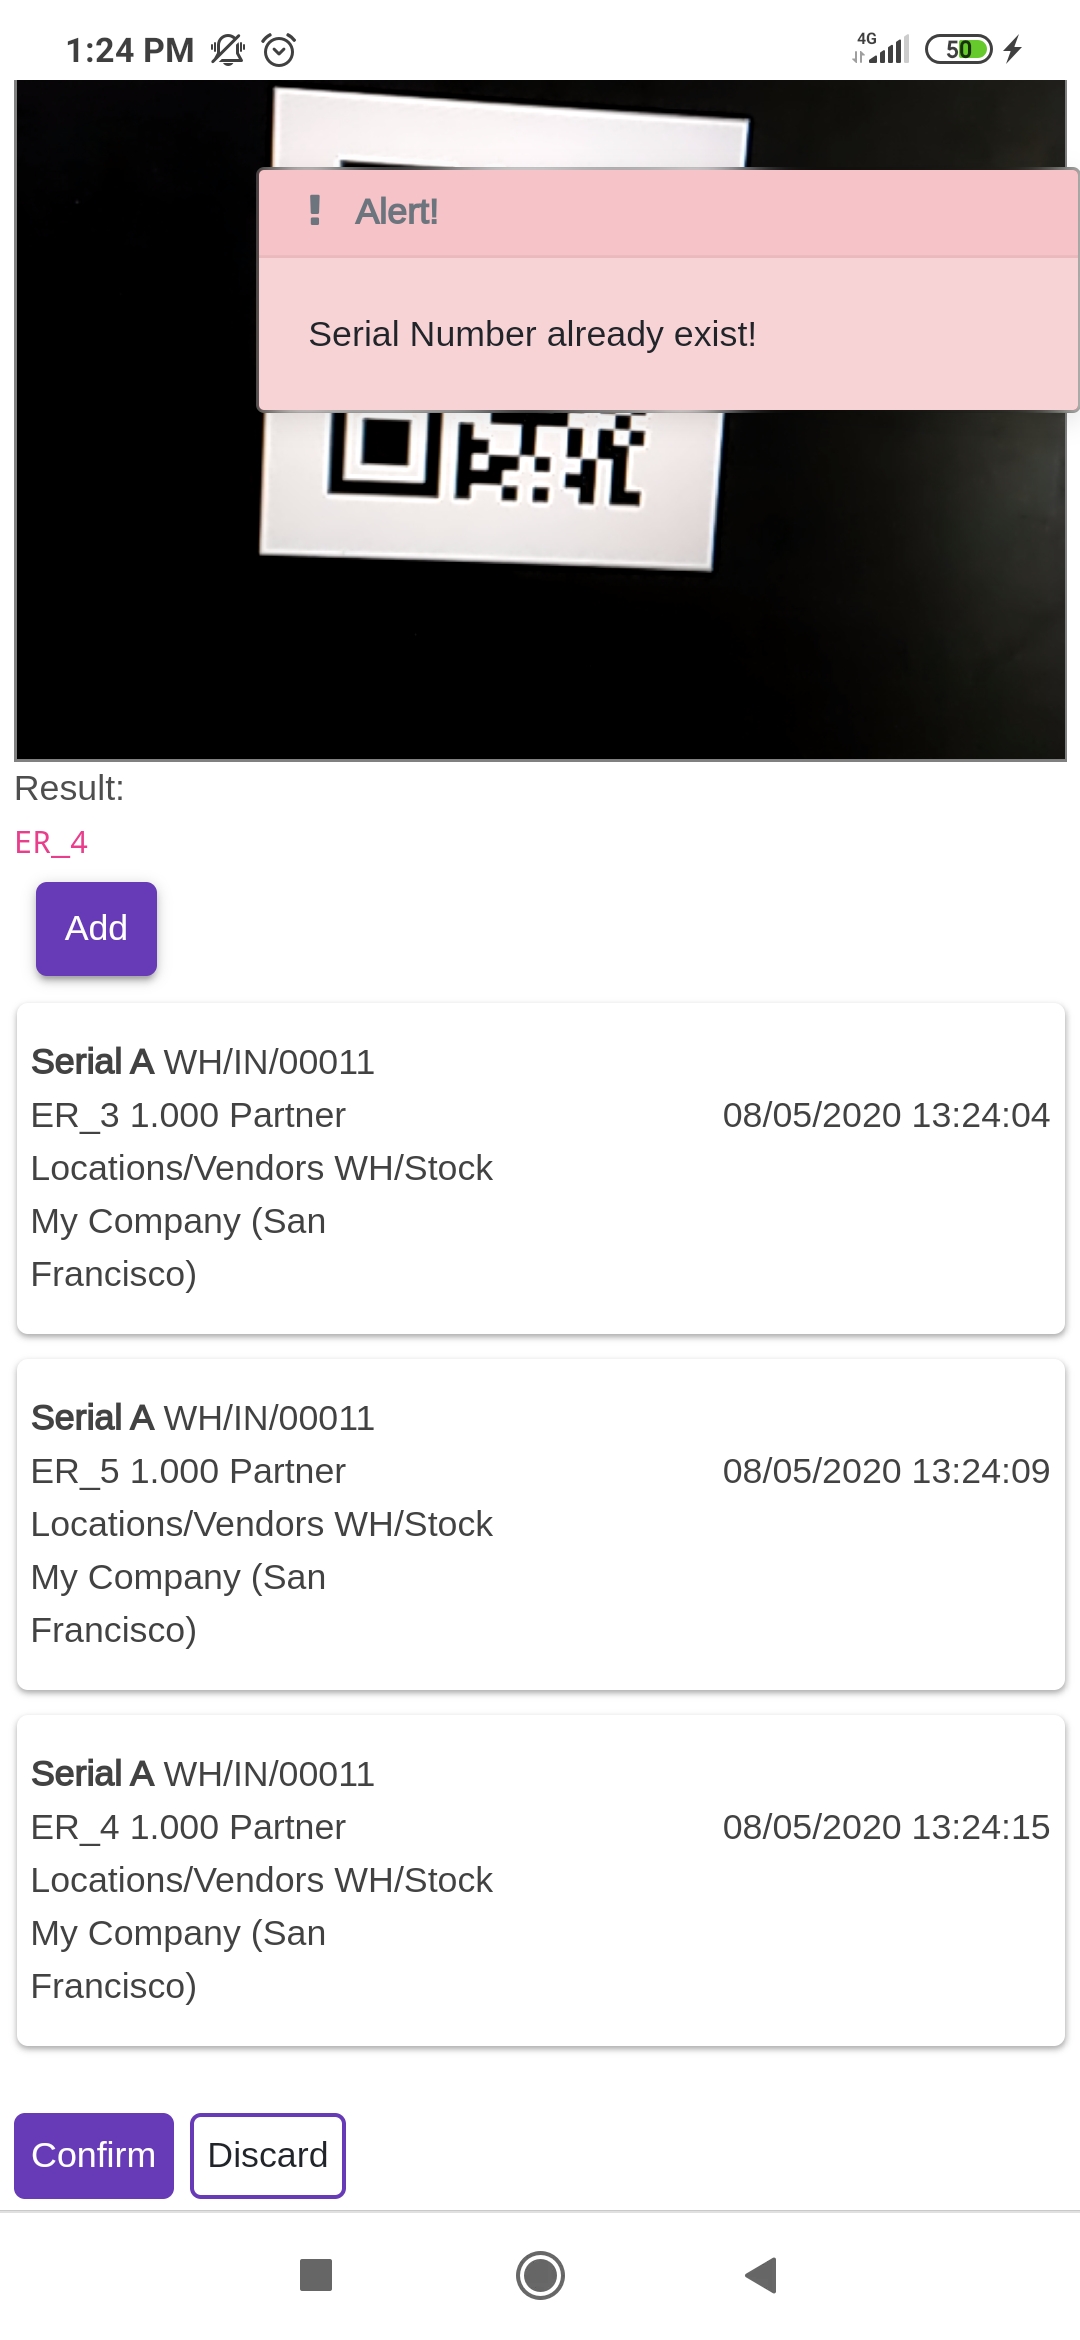 1:24 PM 4G 50
Alert!
Serial Number already exist!
Result:
ER_4
Add
Serial A WH/IN/00011
ER_3 1.000 Partner 08/05/2020 13:24:04
Locations/Vendors WH/Stock
My Company (San
Francisco)
Serial A WH/IN/00011
ER_5 1.000 Partner 08/05/2020 13:24:09
Locations/Vendors WH/Stock
My Company (San
Francisco)
Serial A WH/IN/00011
ER_4 1.000 Partner 08/05/2020 13:24:15
Locations/Vendors WH/Stock
My Company (San
Francisco)
Confirm Discard